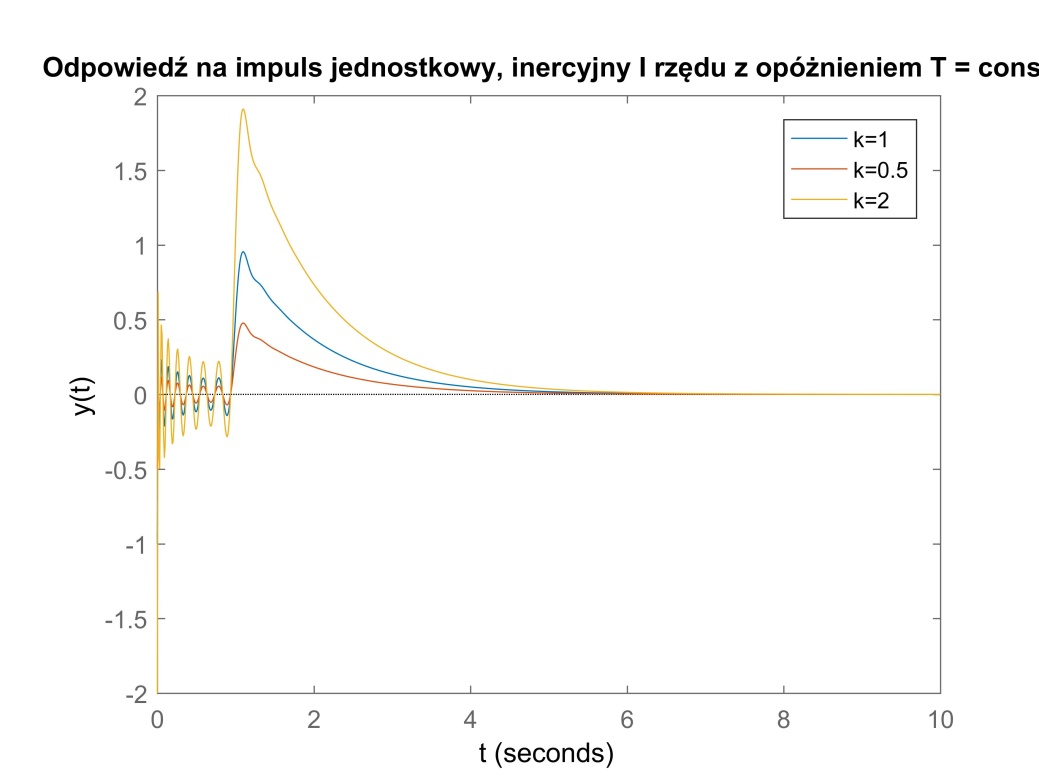 Odpowiedź na impuls jednostkowy, inercyjny I rzędu z opóżnieniem T = cons
2
1.5
1
0.5
0
-0.5
-1
-1.5
-2
y(t)
k=1
k=0.5
k=2
0 2 4 6 8 10
t (seconds)